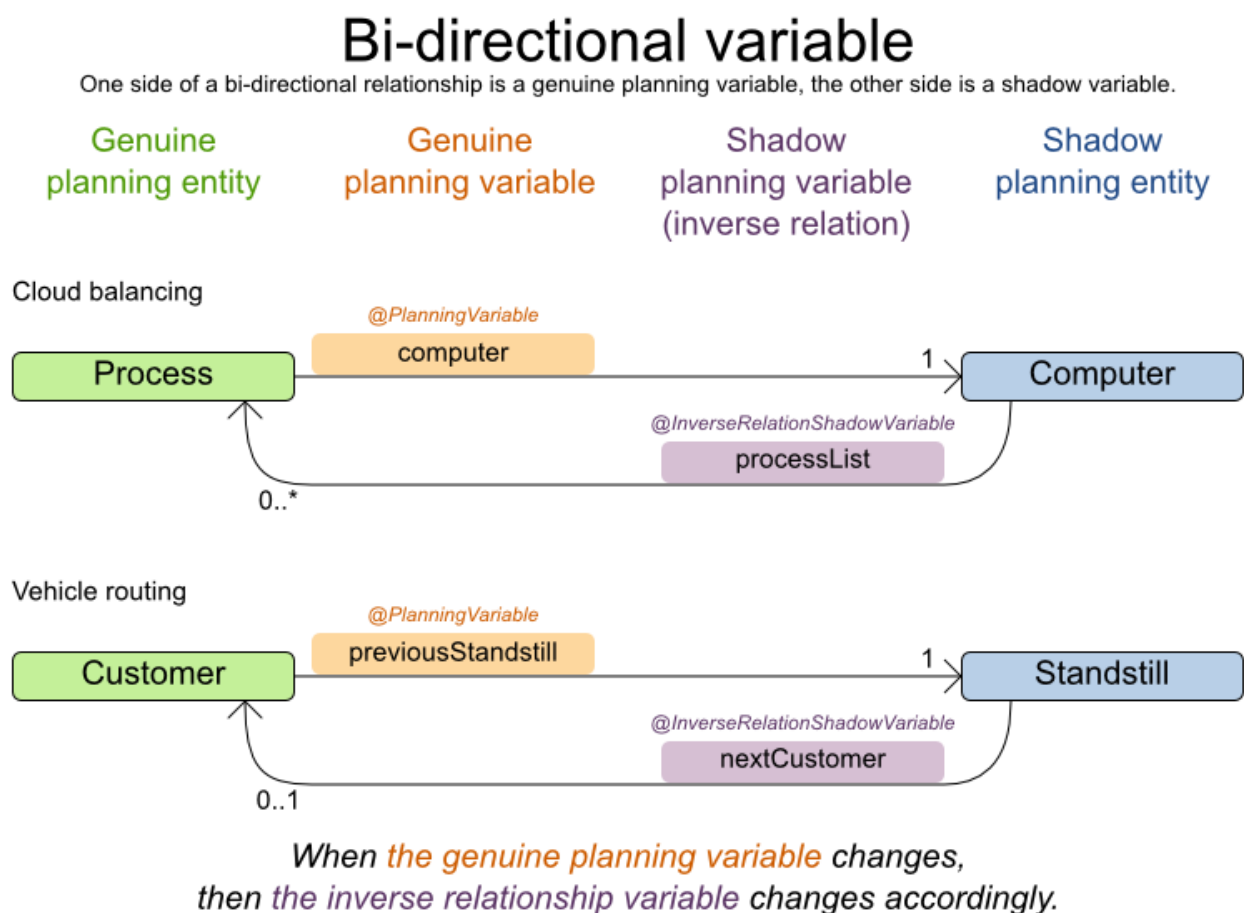 Bi-directional variable
One side of a bi-directional relationship is a genuine planning variable, the other side is a shadow variable.
Genuine
planning entity
Genuine
planning variable
Shadow
planning variable
(inverse relation)
Shadow
planning entity
Cloud balancing
@PlanningVariable
computer
Process
1
Computer
@InverseRelationShadowVariable
processList
0..*
Vehicle routing
@PlanningVariable
previousStandstill
Customer
1
Standstill
@InverseRelationShadowVariable
nextCustomer
0..1
When the genuine planning variable changes,
then the inverse relationship variable changes accordingly.